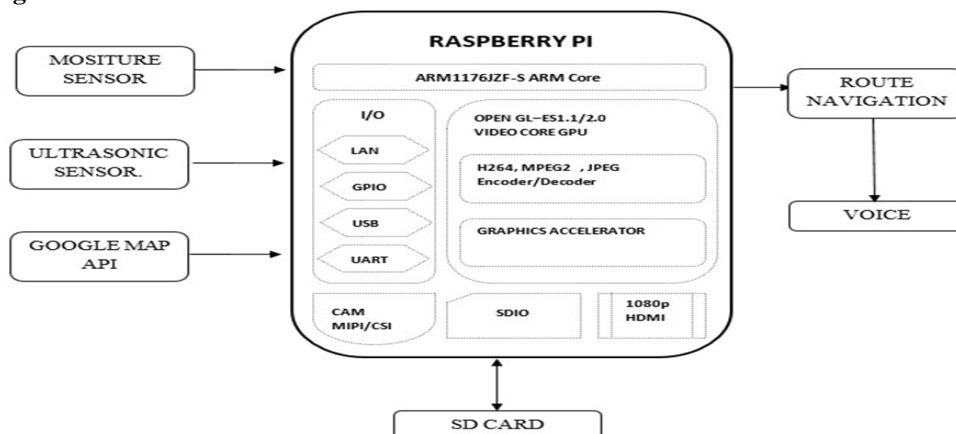 g
MOSITURE
SENSOR
ULTRASONIC
SENSOR.
GOOGLE MAP
API
RASPBERRY PI
ARM1176JZF-S ARM Core
I/O
LAN
GPIO
USB
UART
OPEN GL–ES1.1/2.0
VIDEO CORE GPU
H264, MPEG2 , JPEG
Encoder/Decoder
GRAPHICS ACCELERATOR
CAM
MIPI/CSI
SDIO
1080p
HDMI
ROUTE
NAVIGATION
VOICE
SD CARD